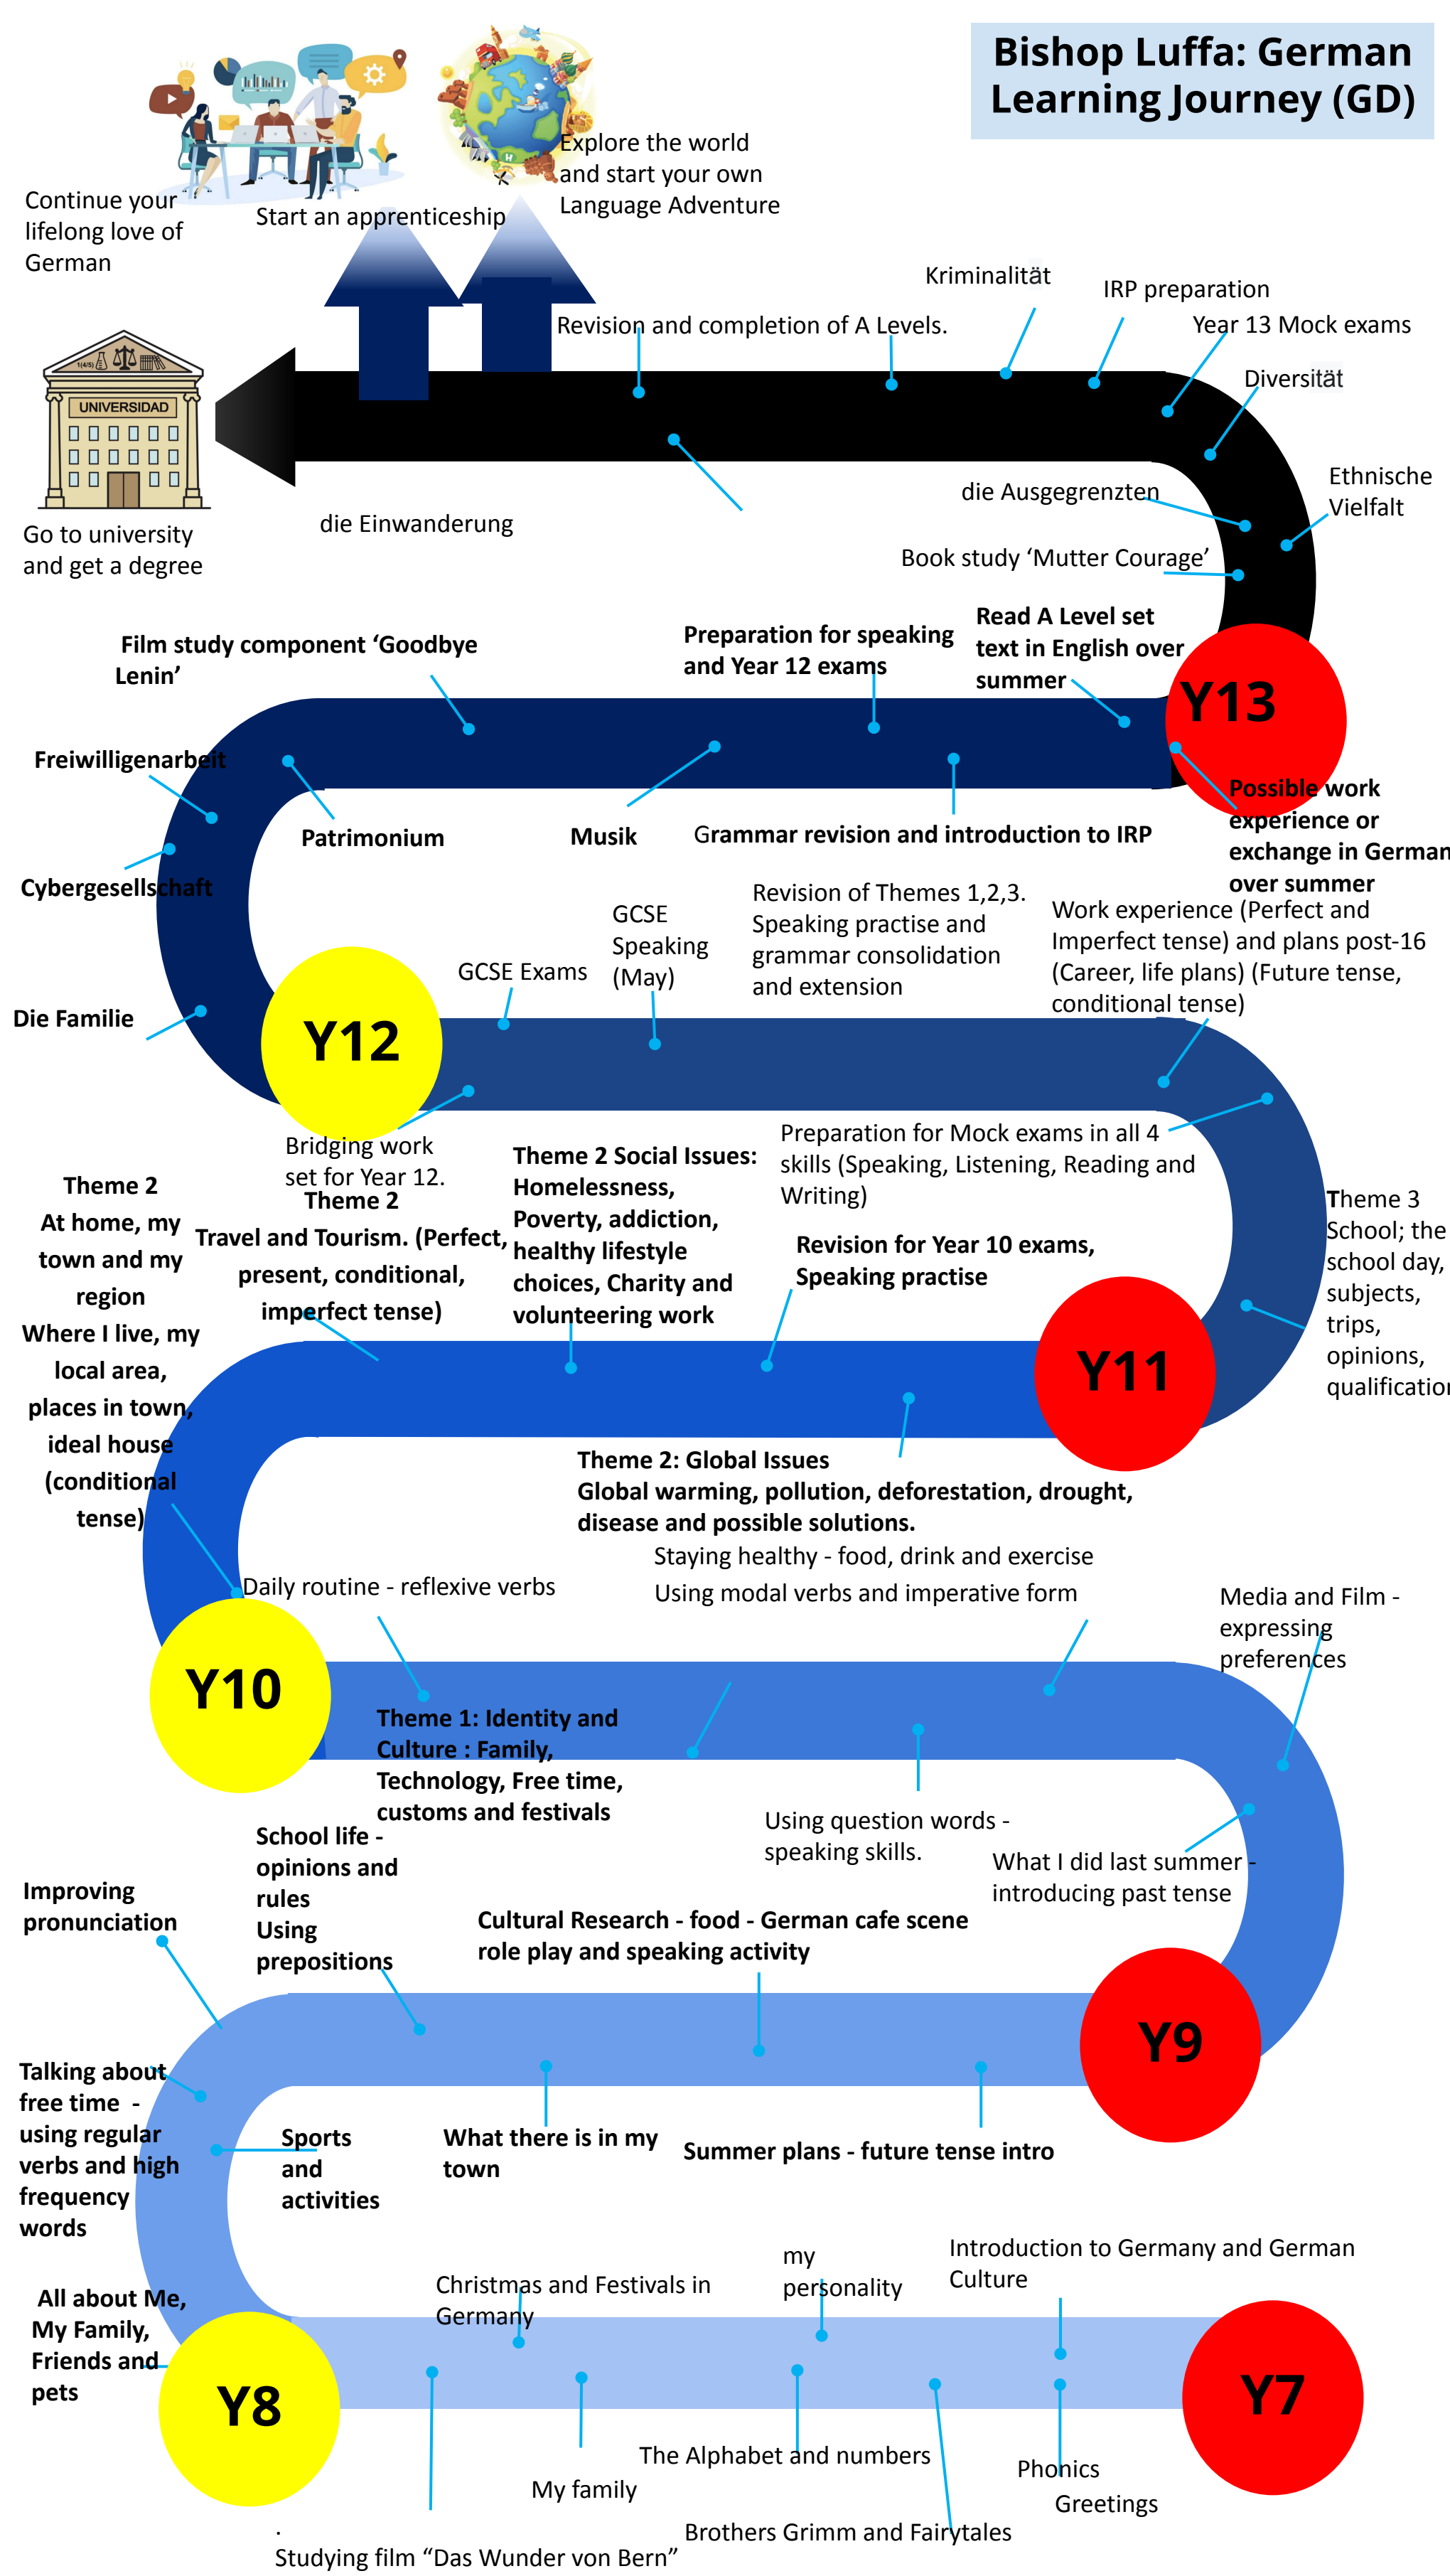 Bishop Luffa: German
Learning Journey (GD)
Explore the world
and start your own
Language Adventure
Continue your
lifelong love of
German
Start an apprenticeship
Kriminalität
IRP preparation
Revision and completion of A Levels.
Year 13 Mock exams
Diversität
UNIVERSIDAD
Ethnische
Vielfalt
die Ausgegrenzten
die Einwanderung
Go to university
and get a degree
Book study ‘Mutter Courage’
Read A Level set
text in English over
summer
Preparation for speaking
and Year 12 exams
Film study component ‘Goodbye
Lenin’
Y13
Freiwilligenarbeit
Possible work
experience or
exchange in German
over summer
Patrimonium
Musik
Grammar revision and introduction to IRP
Cybergesellschaft
Revision of Themes 1,2,3.
Speaking practise and
grammar consolidation
and extension
GCSE
Speaking
(May)
Work experience (Perfect and
Imperfect tense) and plans post-16
(Career, life plans) (Future tense,
conditional tense)
GCSE Exams
Die Familie
Y12
Bridging work
set for Year 12.
Preparation for Mock exams in all 4
skills (Speaking, Listening, Reading and
Writing)
Theme 2 Social Issues:
Homelessness,
Poverty, addiction,
healthy lifestyle
choices, Charity and
volunteering work
Theme 2
At home, my
town and my
region
Where I live, my
local area,
places in town,
ideal house
(conditional
tense)
Theme 2
Travel and Tourism. (Perfect,
present, conditional,
imperfect tense)
Theme 3
School; the
school day,
subjects,
trips,
opinions,
qualification
Revision for Year 10 exams,
Speaking practise
Y11
Theme 2: Global Issues
Global warming, pollution, deforestation, drought,
disease and possible solutions.
Staying healthy - food, drink and exercise
Using modal verbs and imperative form
Daily routine - reflexive verbs
Media and Film -
expressing
preferences
Y10
Theme 1: Identity and
Culture : Family,
Technology, Free time,
customs and festivals
Using question words -
speaking skills.
What I did last summer -
introducing past tense
School life -
opinions and
rules
Using
prepositions
Improving
pronunciation
Cultural Research - food - German cafe scene
role play and speaking activity
Y9
Talking about
free time -
using regular
verbs and high
frequency
words
Sports
and
activities
What there is in my
town
Summer plans - future tense intro
my
personality
Introduction to Germany and German
Culture
Christmas and Festivals in
Germany
All about Me,
My Family,
Friends and
pets
Y8
Y7
The Alphabet and numbers
Phonics
My family
Greetings
Brothers Grimm and Fairytales
.
Studying film “Das Wunder von Bern”